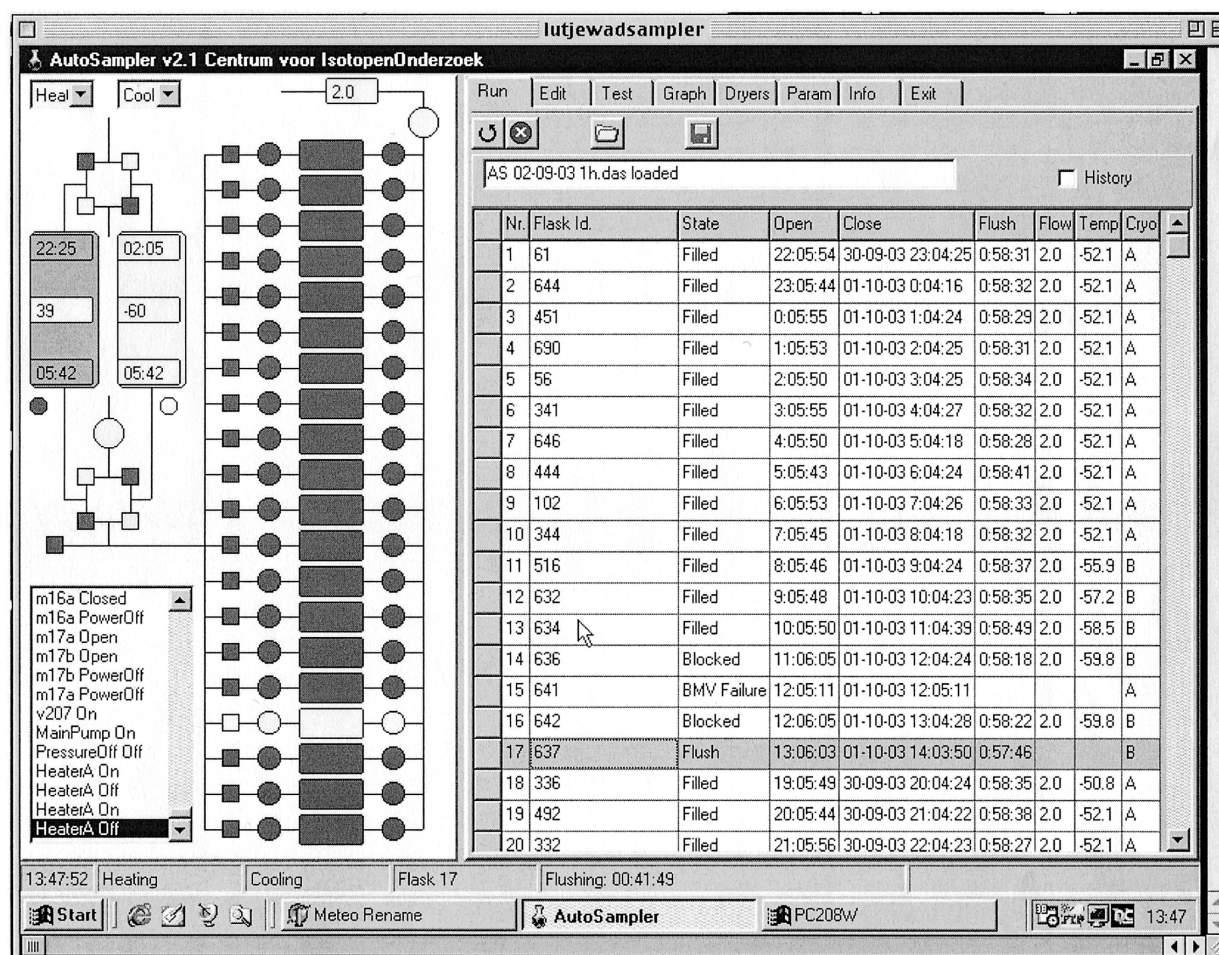 lutjewadsampler
AutoSampler v2.1 Centrum voor IsotopenOnderzoek
Heal Cool 2.0
Run Edit Test Graph Dryers Param Info Exit
AS 02-09-03 1h.das loaded
History
22:25 02:05
39 -60
05:42 05:42
Nr. Flask Id. State Open Close Flush Flow Temp Cryo
1 61 Filled 22:05:54 30-09-03 23:04:25 0:58:31 2.0 -52.1 A
2 644 Filled 23:05:44 01-10-03 0:04:16 0:58:32 2.0 -52.1 A
3 451 Filled 0:05:55 01-10-03 1:04:24 0:58:29 2.0 -52.1 A
4 690 Filled 1:05:53 01-10-03 2:04:25 0:58:31 2.0 -52.1 A
5 56 Filled 2:05:50 01-10-03 3:04:25 0:58:34 2.0 -52.1 A
6 341 Filled 3:05:55 01-10-03 4:04:27 0:58:32 2.0 -52.1 A
7 646 Filled 4:05:50 01-10-03 5:04:18 0:58:28 2.0 -52.1 A
8 444 Filled 5:05:43 01-10-03 6:04:24 0:58:41 2.0 -52.1 A
9 102 Filled 6:05:53 01-10-03 7:04:26 0:58:33 2.0 -52.1 A
10 344 Filled 7:05:45 01-10-03 8:04:18 0:58:32 2.0 -52.1 A
11 516 Filled 8:05:46 01-10-03 9:04:24 0:58:37 2.0 -55.9 B
12 632 Filled 9:05:48 01-10-03 10:04:23 0:58:35 2.0 -57.2 B
13 634 Filled 10:05:50 01-10-03 11:04:39 0:58:49 2.0 -58.5 B
14 636 Blocked 11:06:05 01-10-03 12:04:24 0:58:18 2.0 -59.8 B
15 641 BMV Failure 12:05:11 01-10-03 12:05:11 A
16 642 Blocked 12:06:05 01-10-03 13:04:28 0:58:22 2.0 -59.8 B
17 637 Flush 13:06:03 01-10-03 14:03:50 0:57:46 B
18 336 Filled 19:05:49 30-09-03 20:04:24 0:58:35 2.0 -50.8 A
19 492 Filled 20:05:44 30-09-03 21:04:22 0:58:38 2.0 -52.1 A
20 332 Filled 21:05:56 30-09-03 22:04:23 0:58:27 2.0 -52.1 A
m16a Closed
m16a PowerOff
m17a Open
m17b Open
m17b PowerOff
m17a PowerOff
v207 On
MainPump On
PressureOff Off
HeaterA On
HeaterA Off
HeaterA On
HeaterA Off
13:47:52 Heating Cooling Flask 17 Flushing: 00:41:49
Start Meteo Rename AutoSampler PC208W 13:47